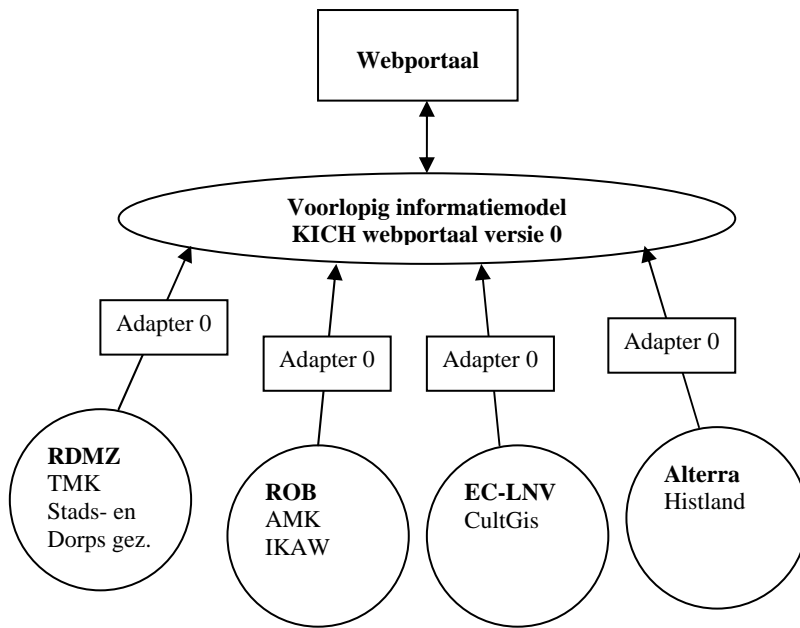 Webportaal
Voorlopig informatiemodel
KICH webportaal versie 0
Adapter 0
Adapter 0
Adapter 0
Adapter 0
RDMZ
TMK
Stads- en
Dorps gez.
ROB
AMK
IKAW
EC-LNV
CultGis
Alterra
Histland